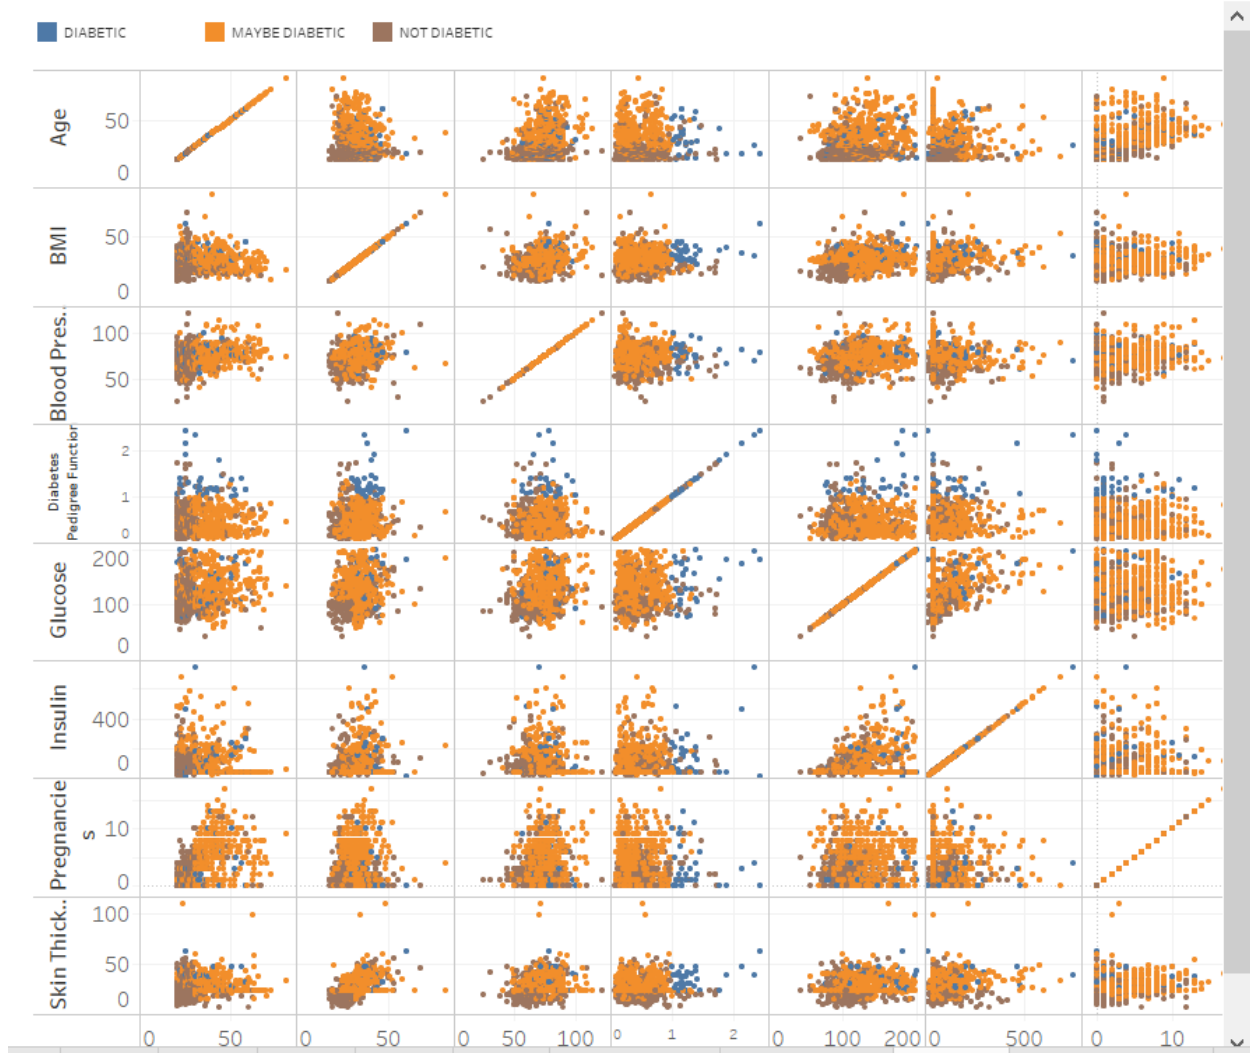 DIABETIC MAYBE DIABETIC NOT DIABETIC
Age
50
0
BMI
50
0
Blood Pres..
100
50
Diabetes
Pedigree Function
2
1
0
Glucose
200
100
0
Insulin
400
0
Pregnancie
s
10
0
Skin Thick..
100
50
0
0 50 0 50 0 50 100 0 1 2 0 100 200 0 500 0 10